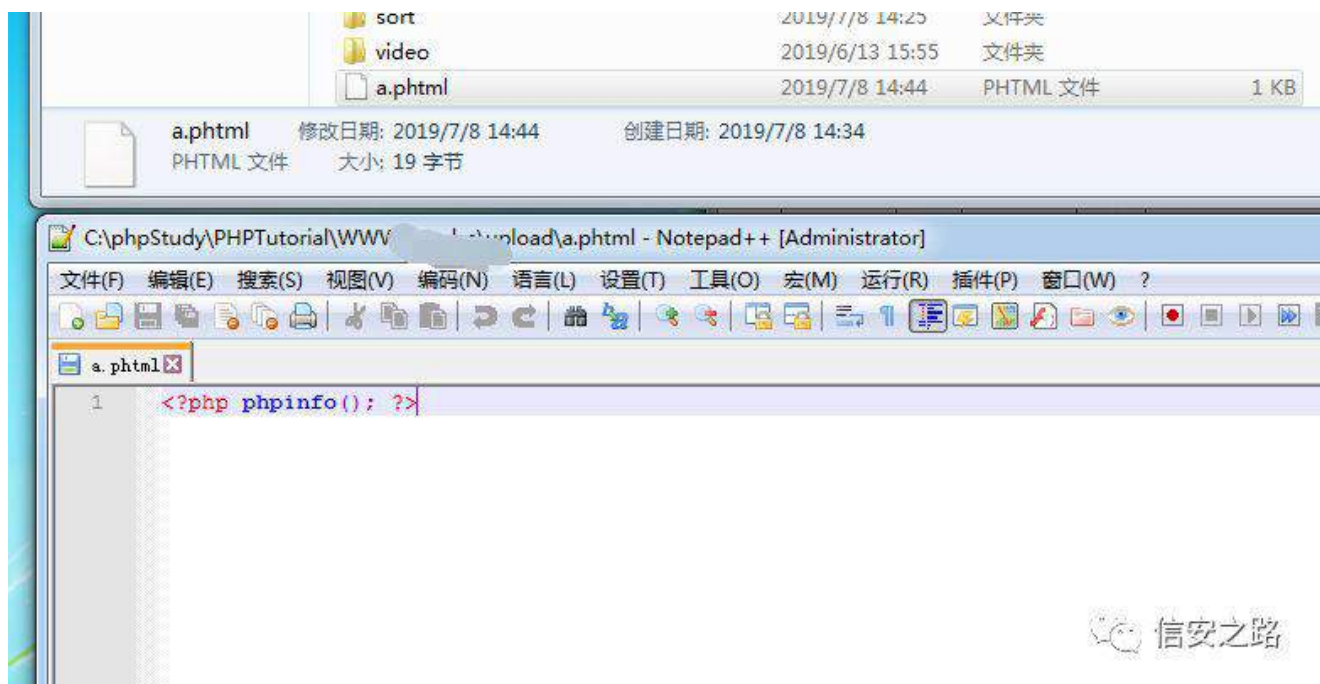 sort 2019/7/8 14:25 文件夹
video 2019/6/13 15:55 文件夹
a.phtml 2019/7/8 14:44 PHTML 文件 1 KB
a.phtml 修改日期: 2019/7/8 14:44 创建日期: 2019/7/8 14:34
PHTML 文件 大小: 19 字节
C:\phpStudy\PHPTutorial\WW \upload\a.phtml - Notepad++ [Administrator]
文件(F) 编辑(E) 搜索(S) 视图(V) 编码(N) 语言(L) 设置(T) 工具(O) 宏(M) 运行(R) 插件(P) 窗口(W) ?
a.phtml
1 <?php phpinfo(); ?>
信安之路